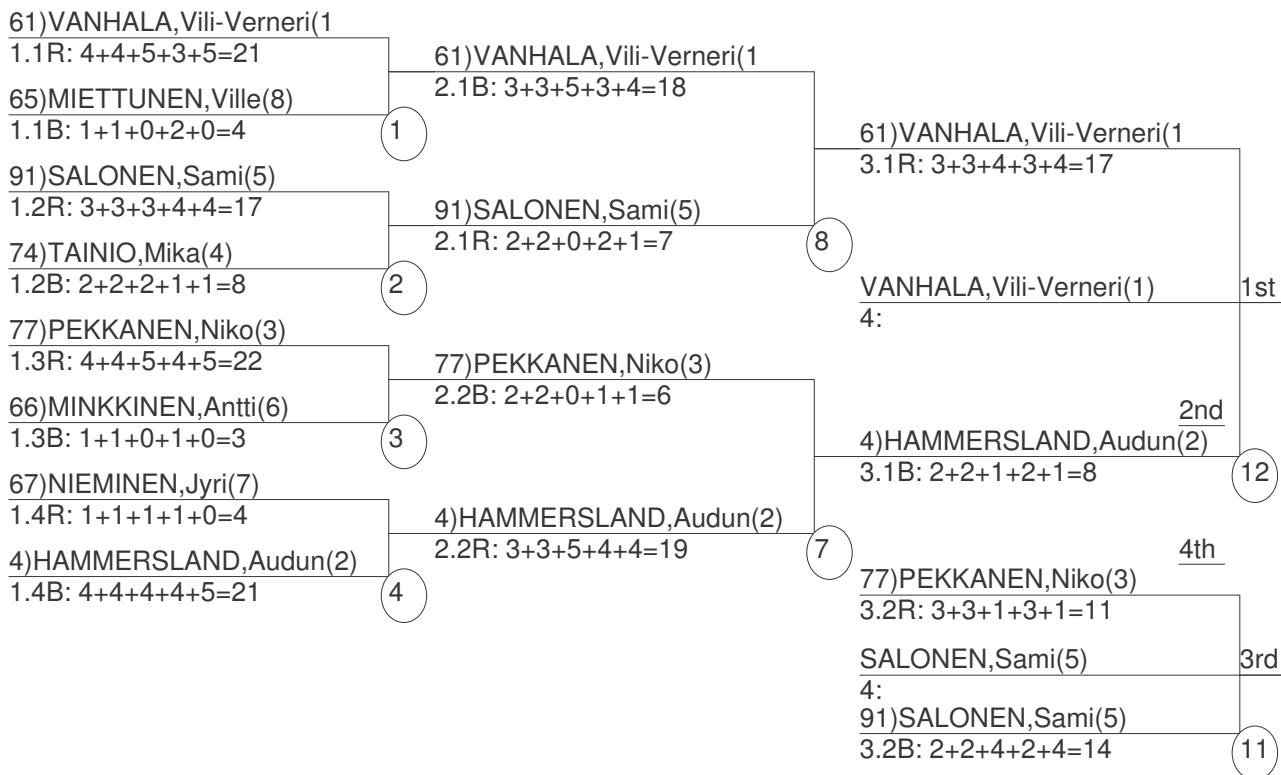 61)VANHALA,Vili-Verneri(1
1.1R: 4+4+5+3+5=21
65)MIETTUNEN,Ville(8)
1.1B: 1+1+0+2+0=4
1
91)SALONEN,Sami(5)
1.2R: 3+3+3+4+4=17
74)TAINIO,Mika(4)
1.2B: 2+2+2+1+1=8
2
77)PEKKANEN,Niko(3)
1.3R: 4+4+5+4+5=22
66)MINKKINEN,Antti(6)
1.3B: 1+1+0+1+0=3
3
67)NIEMINEN,Jyri(7)
1.4R: 1+1+1+1+0=4
4)HAMMERSLAND,Audun(2)
1.4B: 4+4+4+4+5=21
4
61)VANHALA,Vili-Verneri(1
2.1B: 3+3+5+3+4=18
91)SALONEN,Sami(5)
2.1R: 2+2+0+2+1=7
8
77)PEKKANEN,Niko(3)
2.2B: 2+2+0+1+1=6
4)HAMMERSLAND,Audun(2)
2.2R: 3+3+5+4+4=19
7
61)VANHALA,Vili-Verneri(1
3.1R: 3+3+4+3+4=17
VANHALA,Vili-Verneri(1) 1st
4:
2nd
4)HAMMERSLAND,Audun(2)
3.1B: 2+2+1+2+1=8
12
4th
77)PEKKANEN,Niko(3)
3.2R: 3+3+1+3+1=11
SALONEN,Sami(5) 3rd
4:
91)SALONEN,Sami(5)
3.2B: 2+2+4+2+4=14
11